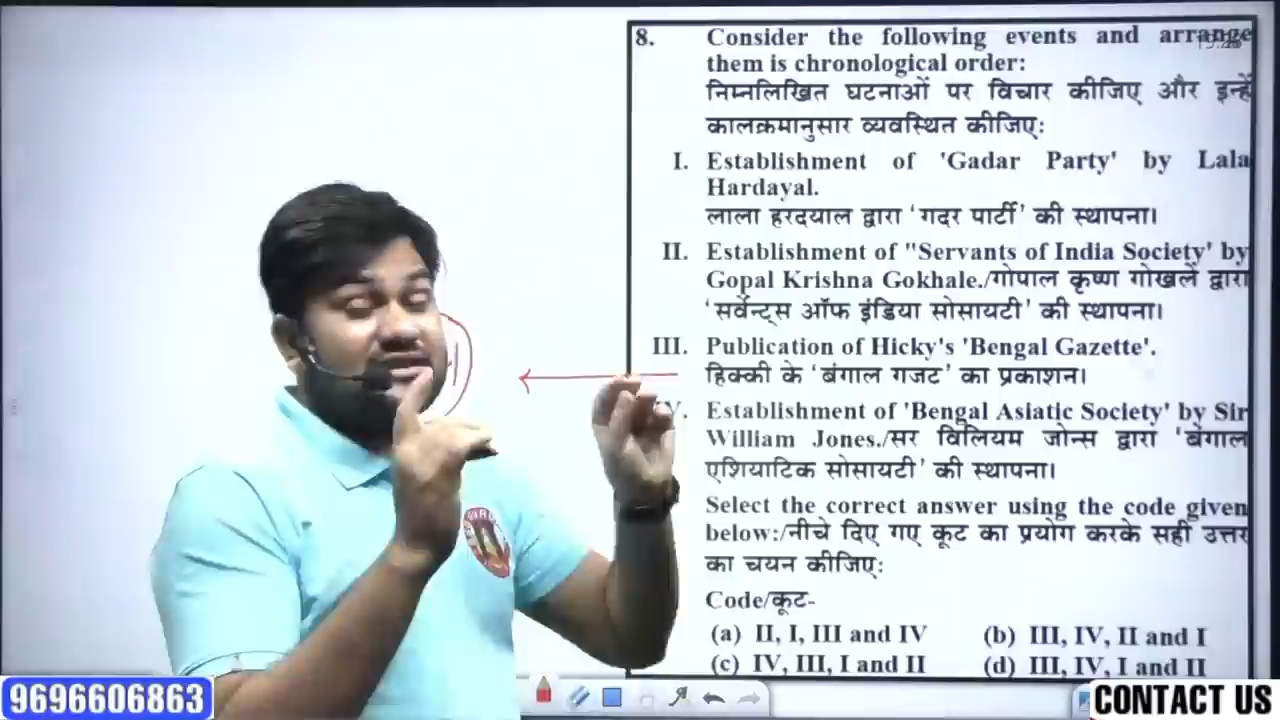 8. Consider the following events and arrange
them is chronological order:
निम्नलिखित घटनाओं पर विचार कीजिए और इन्हें
कालक्रमानुसार व्यवस्थित कीजिएः
I. Establishment of 'Gadar Party' by Lala
Hardayal.
लाला हरदयाल द्वारा 'गदर पार्टी' की स्थापना।
II. Establishment of "Servants of India Society' by
Gopal Krishna Gokhale./गोपाल कृष्ण गोखले द्वारा
'सर्वेन्ट्स ऑफ इंडिया सोसायटी' की स्थापना।
III. Publication of Hicky's 'Bengal Gazette'.
हिक्की के 'बंगाल गजट' का प्रकाशन।
Establishment of 'Bengal Asiatic Society' by Sir
William Jones./सर विलियम जोन्स द्वारा 'बंगाल
एशियाटिक सोसायटी' की स्थापना।
Select the correct answer using the code given
below:/नीचे दिए गए कूट का प्रयोग करके सही उत्तर
का चयन कीजिएः
Code/कूट-
(a) II, I, III and IV (b) III, IV, II and I
(c) IV, III, I and II (d) III, IV, I and II
9696606863
CONTACT US